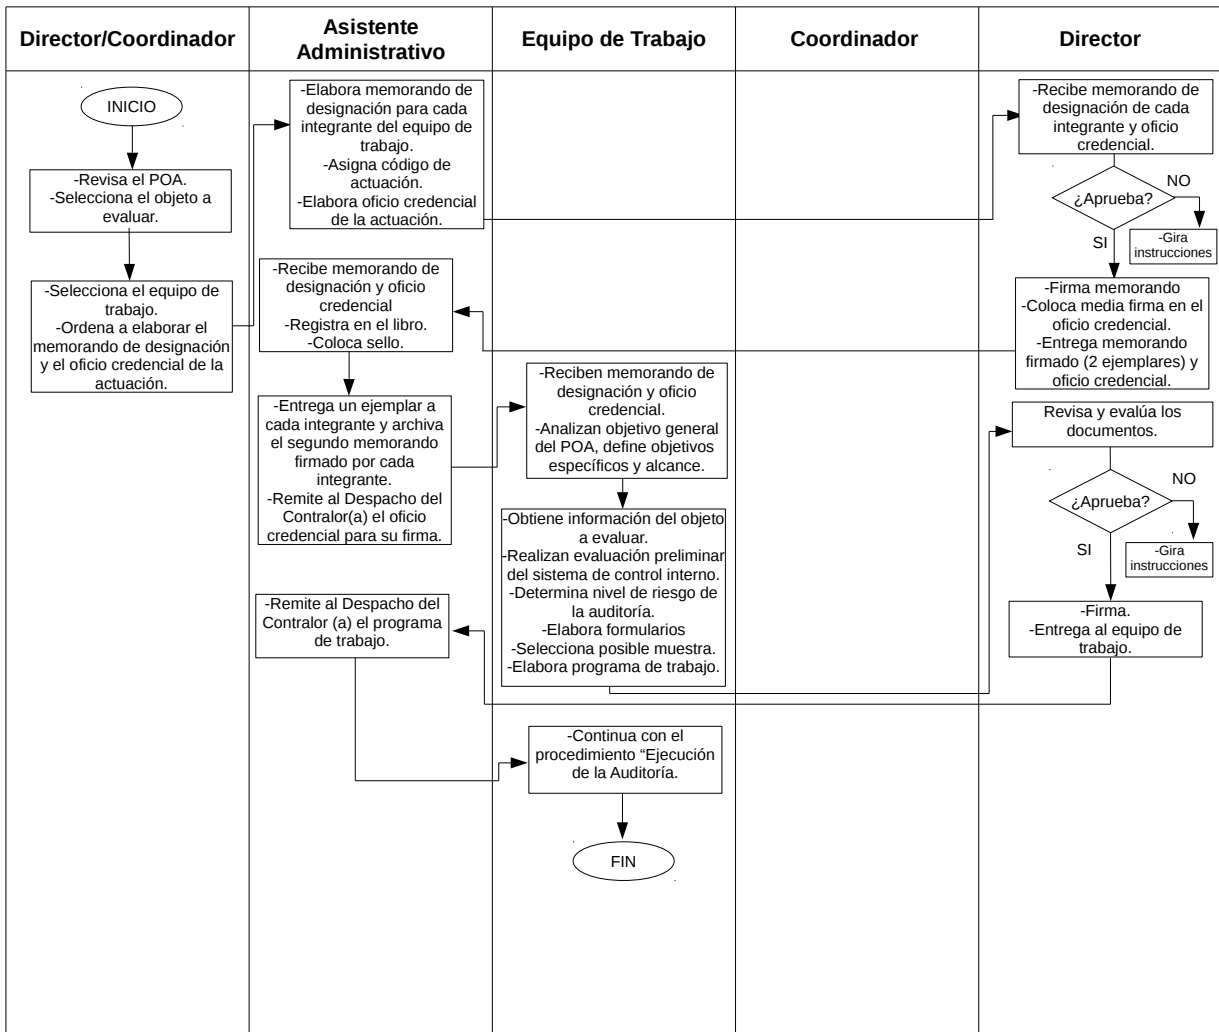 Director/Coordinador
Asistente
Administrativo
Equipo de Trabajo
Coordinador
Director
INICIO
-Revisa el POA.
-Selecciona el objeto a
evaluar.
-Selecciona el equipo de
trabajo.
-Ordena a elaborar el
memorando de designación
y el oficio credencial de la
actuación.
-Elabora memorando de
designación para cada
integrante del equipo de
trabajo.
-Asigna código de
actuación.
-Elabora oficio credencial
de la actuación.
-Recibe memorando de
designación de cada
integrante y oficio
credencial.
¿Aprueba?
NO
SI
-Gira
instrucciones
-Firma memorando
-Coloca media firma en el
oficio credencial.
-Entrega memorando
firmado (2 ejemplares) y
oficio credencial.
-Recibe memorando de
designación y oficio
credencial
-Registra en el libro.
-Coloca sello.
-Entrega un ejemplar a
cada integrante y archiva
el segundo memorando
firmado por cada
integrante.
-Remite al Despacho del
Contralor(a) el oficio
credencial para su firma.
-Reciben memorando de
designación y oficio
credencial.
-Analizan objetivo general
del POA, define objetivos
específicos y alcance.
-Obtiene información del objeto
a evaluar.
-Realizan evaluación preliminar
del sistema de control interno.
-Determina nivel de riesgo de
la auditoría.
-Elabora formularios
-Selecciona posible muestra.
-Elabora programa de trabajo.
Revisa y evalúa los
documentos.
¿Aprueba?
NO
SI
-Gira
instrucciones
-Firma.
-Entrega al equipo de
trabajo.
-Remite al Despacho del
Contralor (a) el programa
de trabajo.
-Continua con el
procedimiento “Ejecución
de la Auditoría.
FIN